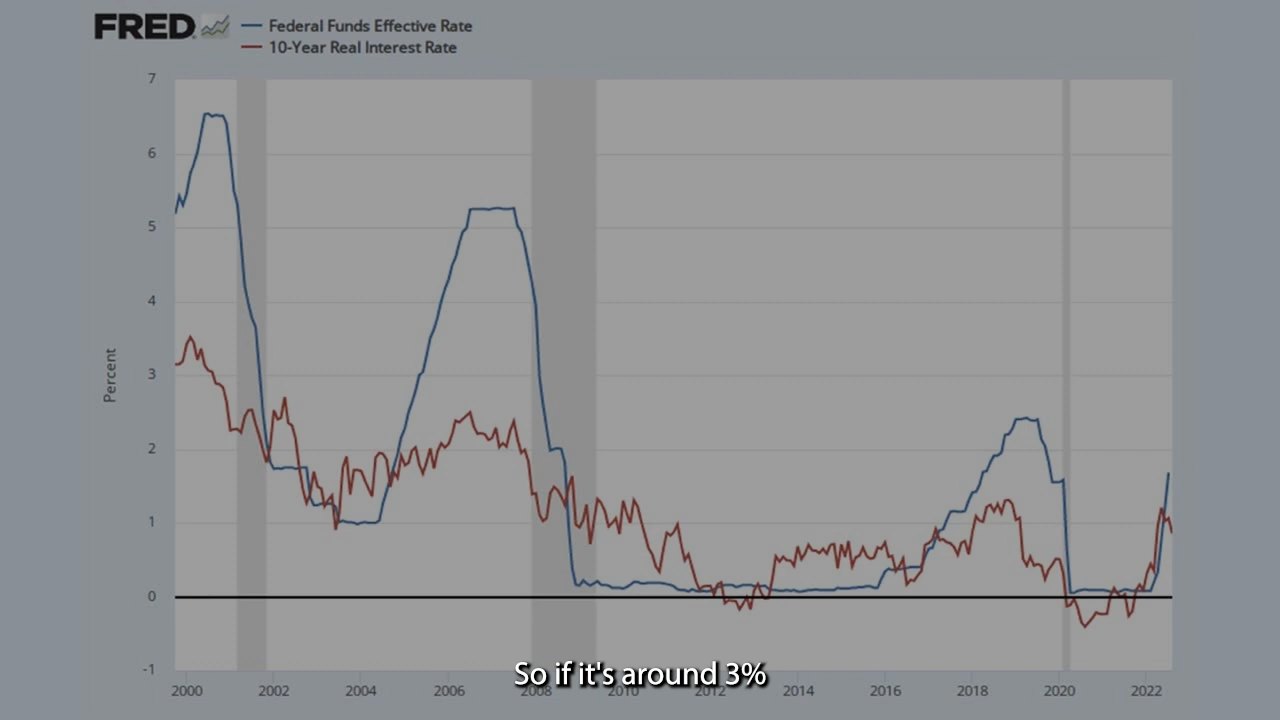 FRED
Federal Funds Effective Rate
10-Year Real Interest Rate
7
6
5
4
3
2
1
0
-1
Percent
2000 2002 2004 2006 2008 2010 2012 2014 2016 2018 2020 2022
So if it's around 3%